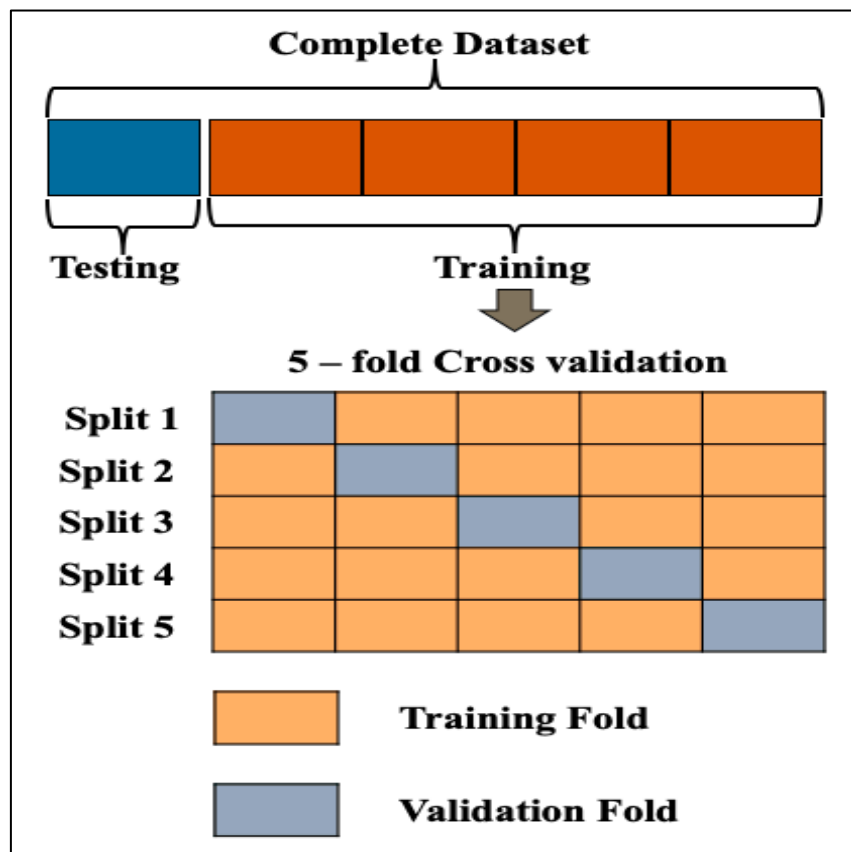 Complete Dataset
Testing
Training
5 – fold Cross validation
Split 1
Split 2
Split 3
Split 4
Split 5
Training Fold
Validation Fold